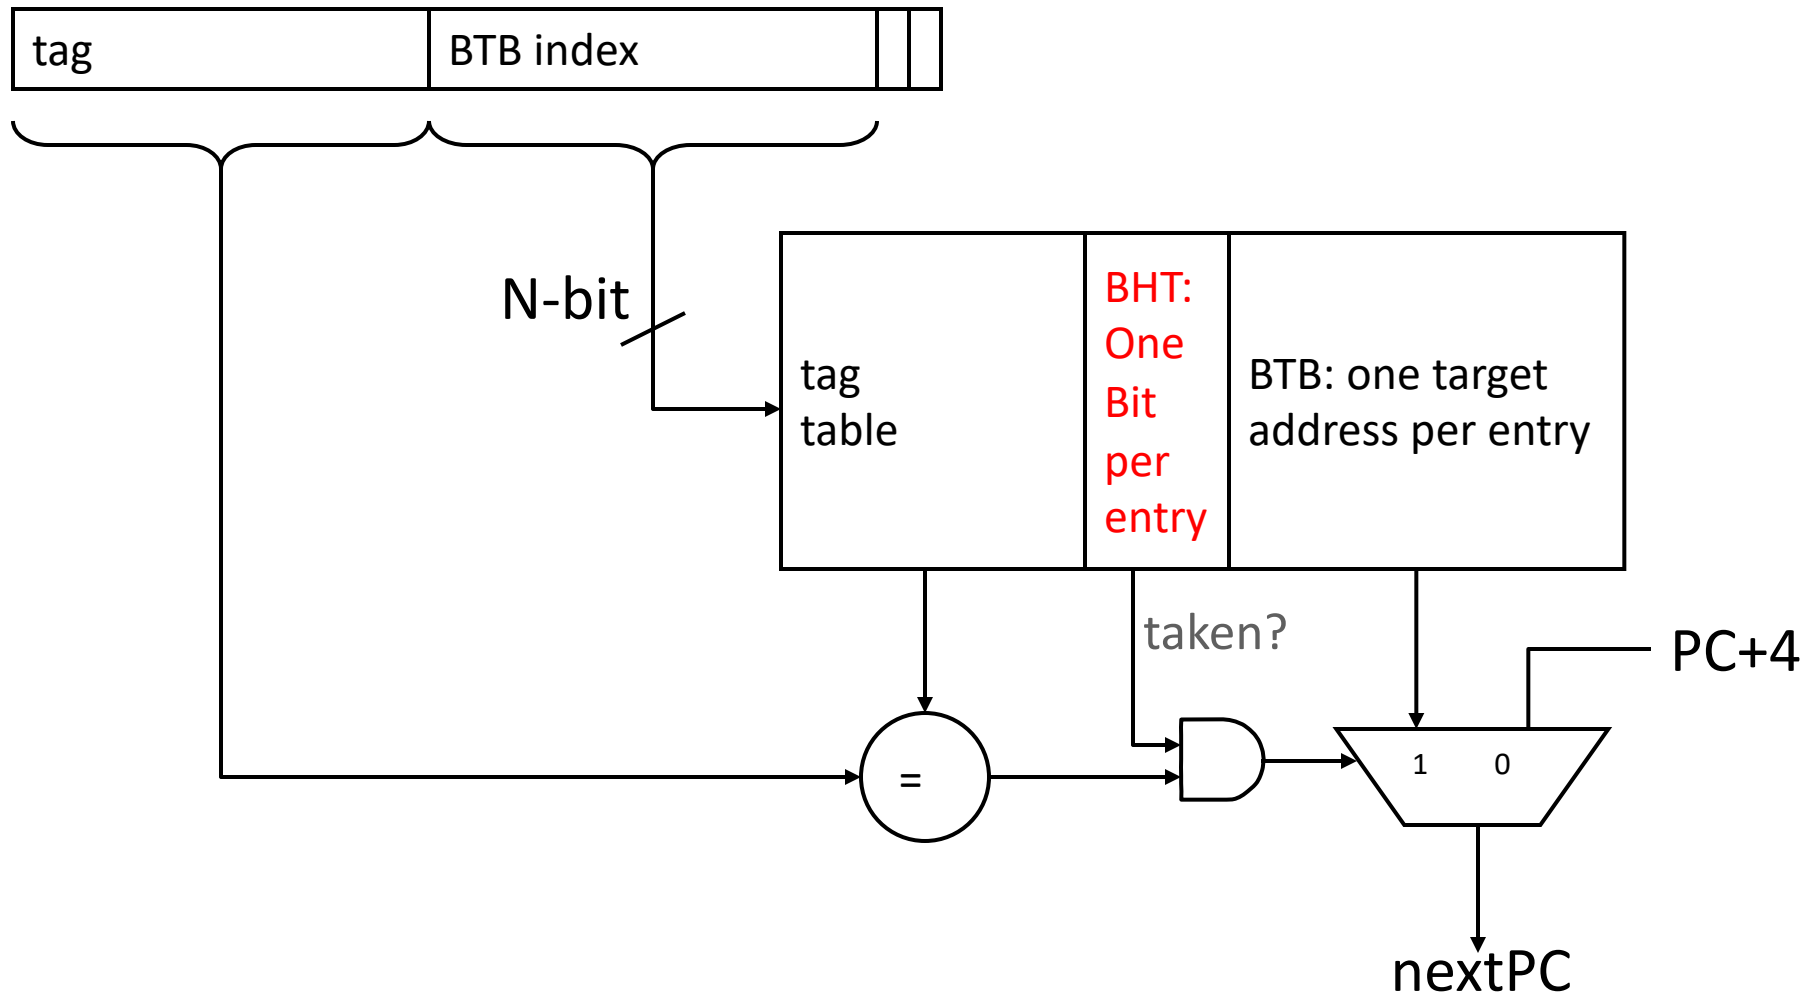 tag
BTB index
N-bit
tag
table
BHT:
One
Bit
per
entry
BTB: one target
address per entry
taken?
PC+4
=
1
0
nextPC